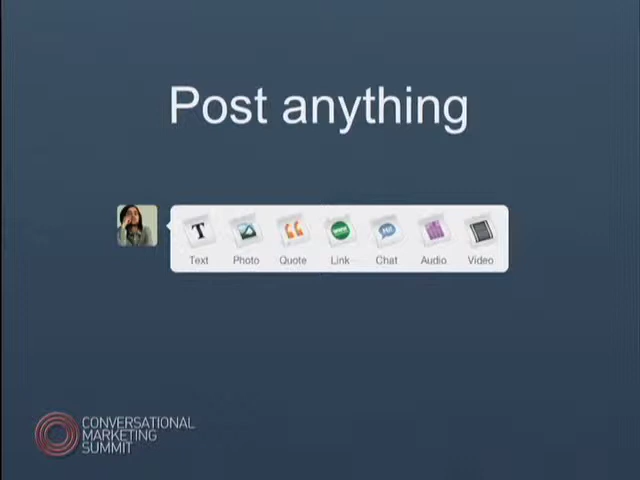 Post anything
Text Photo Quote Link Chat Audio Video
CONVERSATIONAL
MARKETING
SUMMIT